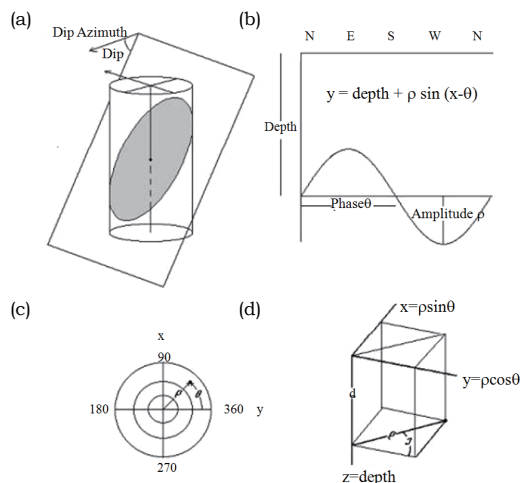 (a)
Dip Azimuth
Dip
(b)
N E S W N
y = depth + ρ sin (x-θ)
Depth
Phaseθ
Amplitude ρ
(c)
x
90
ρ θ
180 360 y
270
(d)
x=ρsinθ
y=ρcosθ
d
ρ
z=depth